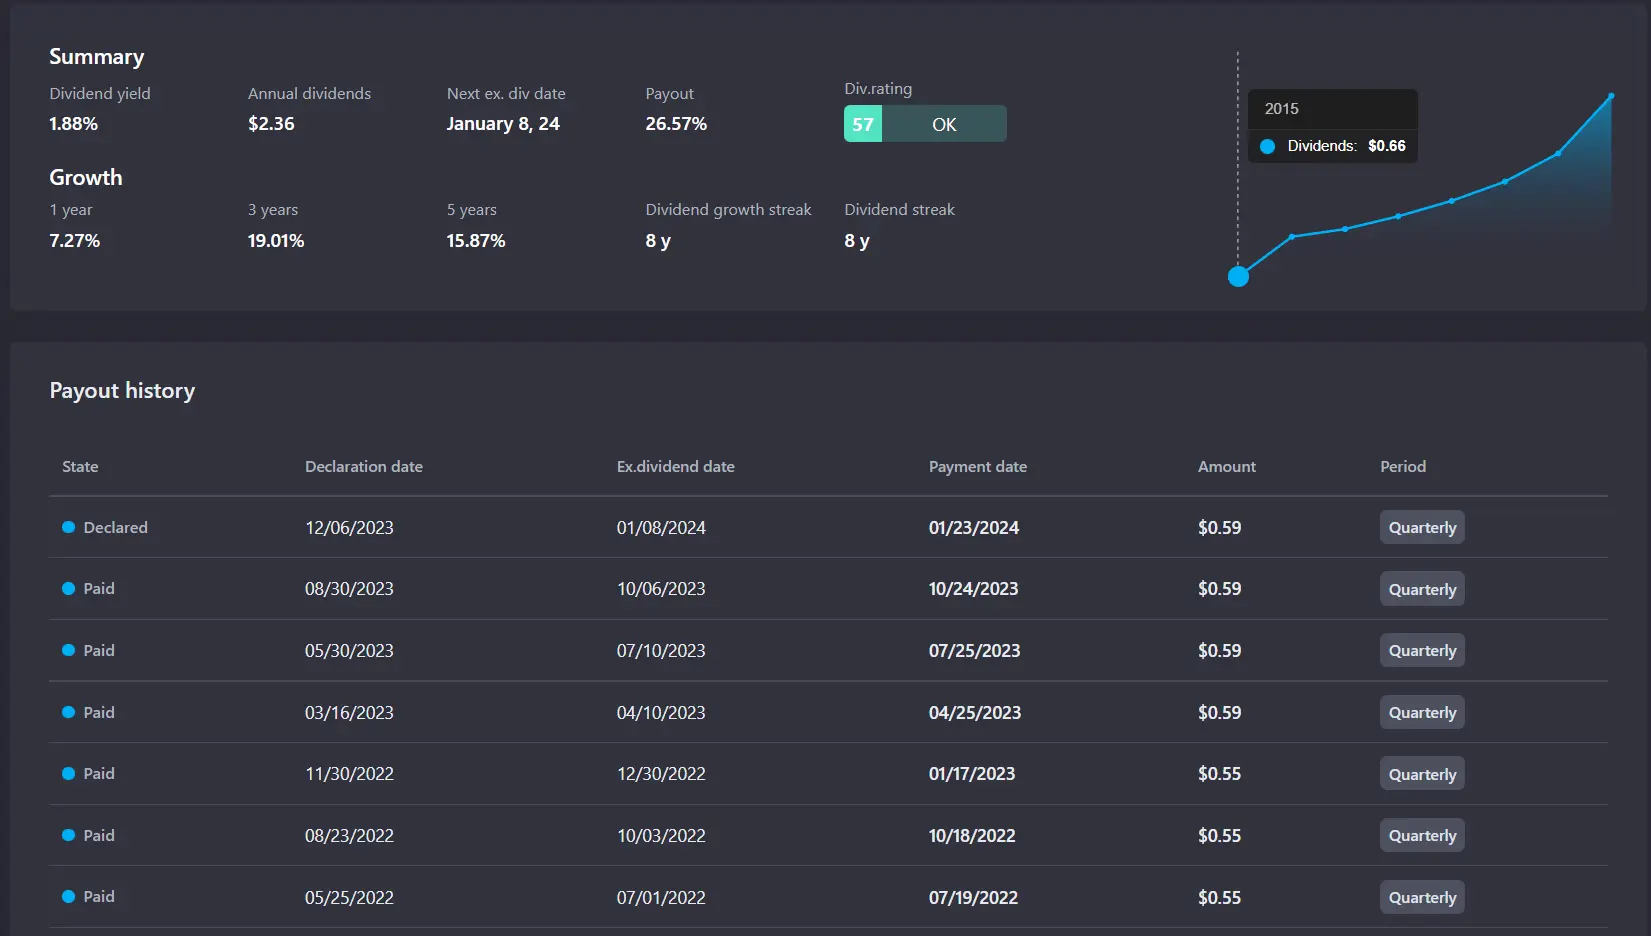 Summary
Dividend yield Annual dividends Next ex. div date Payout Div.rating
1.88% $2.36 January 8, 24 26.57% 57 OK
Growth
1 year 3 years 5 years Dividend growth streak Dividend streak
7.27% 19.01% 15.87% 8 y 8 y
2015
Dividends: $0.66
Payout history
State Declaration date Ex.dividend date Payment date Amount Period
Declared 12/06/2023 01/08/2024 01/23/2024 $0.59 Quarterly
Paid 08/30/2023 10/06/2023 10/24/2023 $0.59 Quarterly
Paid 05/30/2023 07/10/2023 07/25/2023 $0.59 Quarterly
Paid 03/16/2023 04/10/2023 04/25/2023 $0.59 Quarterly
Paid 11/30/2022 12/30/2022 01/17/2023 $0.55 Quarterly
Paid 08/23/2022 10/03/2022 10/18/2022 $0.55 Quarterly
Paid 05/25/2022 07/01/2022 07/19/2022 $0.55 Quarterly